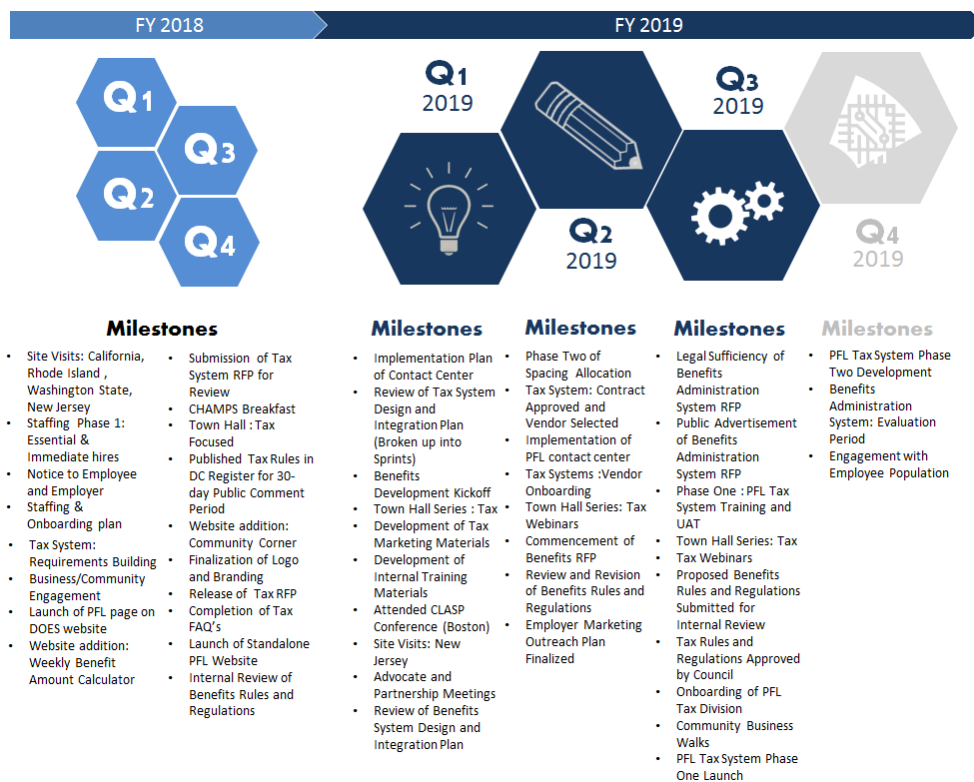 FY 2018
FY 2019
Q1
Q3
Q2
Q4
Q1
2019
Q2
2019
Q3
2019
Q4
2019
Milestones
• Site Visits: California,
Rhode Island ,
Washington State,
New Jersey
• Staffing Phase 1:
Essential &
Immediate hires
• Notice to Employee
and Employer
• Staffing &
Onboarding plan
• Tax System:
Requirements Building
• Business/Community
Engagement
• Launch of PFL page on
DOES website
• Website addition:
Weekly Benefit
Amount Calculator
• Submission of Tax
System RFP for
Review
• CHAMPS Breakfast
• Town Hall : Tax
Focused
• Published Tax Rules in
DC Register for 30-
day Public Comment
Period
• Website addition:
Community Corner
• Finalization of Logo
and Branding
• Release of Tax RFP
• Completion of Tax
FAQ's
• Launch of Standalone
PFL Website
• Internal Review of
Benefits Rules and
Regulations
Milestones
• Implementation Plan
of Contact Center
• Review of Tax System
Design and
Integration Plan
(Broken up into
Sprints)
• Benefits
Development Kickoff
• Town Hall Series : Tax
• Development of Tax
Marketing Materials
• Development of
Internal Training
Materials
• Attended CLASP
Conference (Boston)
• Site Visits: New
Jersey
• Advocate and
Partnership Meetings
• Review of Benefits
System Design and
Integration Plan
Milestones
• Phase Two of
Spacing Allocation
• Tax System: Contract
Approved and
Vendor Selected
• Implementation of
PFL contact center
• Tax Systems :Vendor
Onboarding
• Town Hall Series: Tax
Webinars
• Commencement of
Benefits RFP
• Review and Revision
of Benefits Rules and
Regulations
• Employer Marketing
Outreach Plan
Finalized
Milestones
• Legal Sufficiency of
Benefits
Administration
System RFP
• Public Advertisement
of Benefits
Administration
System RFP
• Phase One : PFL Tax
System Training and
UAT
• Town Hall Series: Tax
• Tax Webinars
• Proposed Benefits
Rules and Regulations
Submitted for
Internal Review
• Tax Rules and
Regulations Approved
by Council
• Onboarding of PFL
Tax Division
• Community Business
Walks
• PFL Tax System Phase
One Launch
Milestones
• PFL Tax System Phase
Two Development
• Benefits
Administration
System: Evaluation
Period
• Engagement with
Employee Population